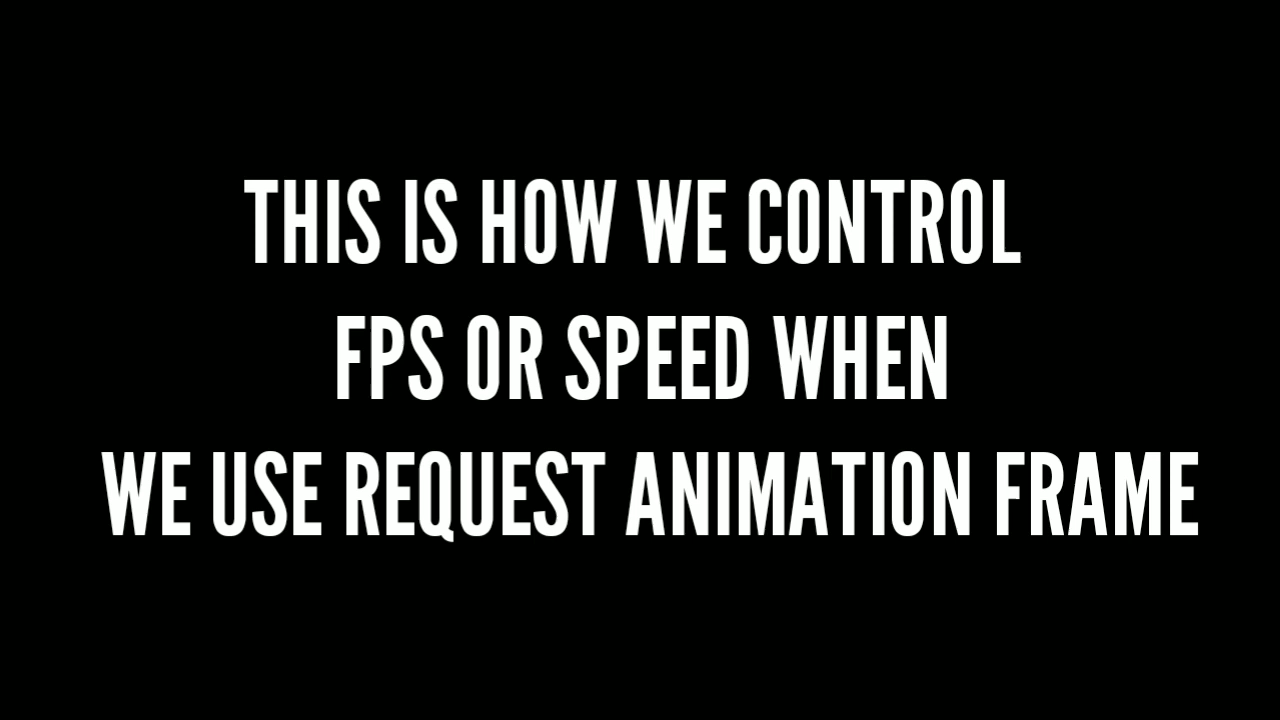 THIS IS HOW WE CONTROL
FPS OR SPEED WHEN
WE USE REQUEST ANIMATION FRAME